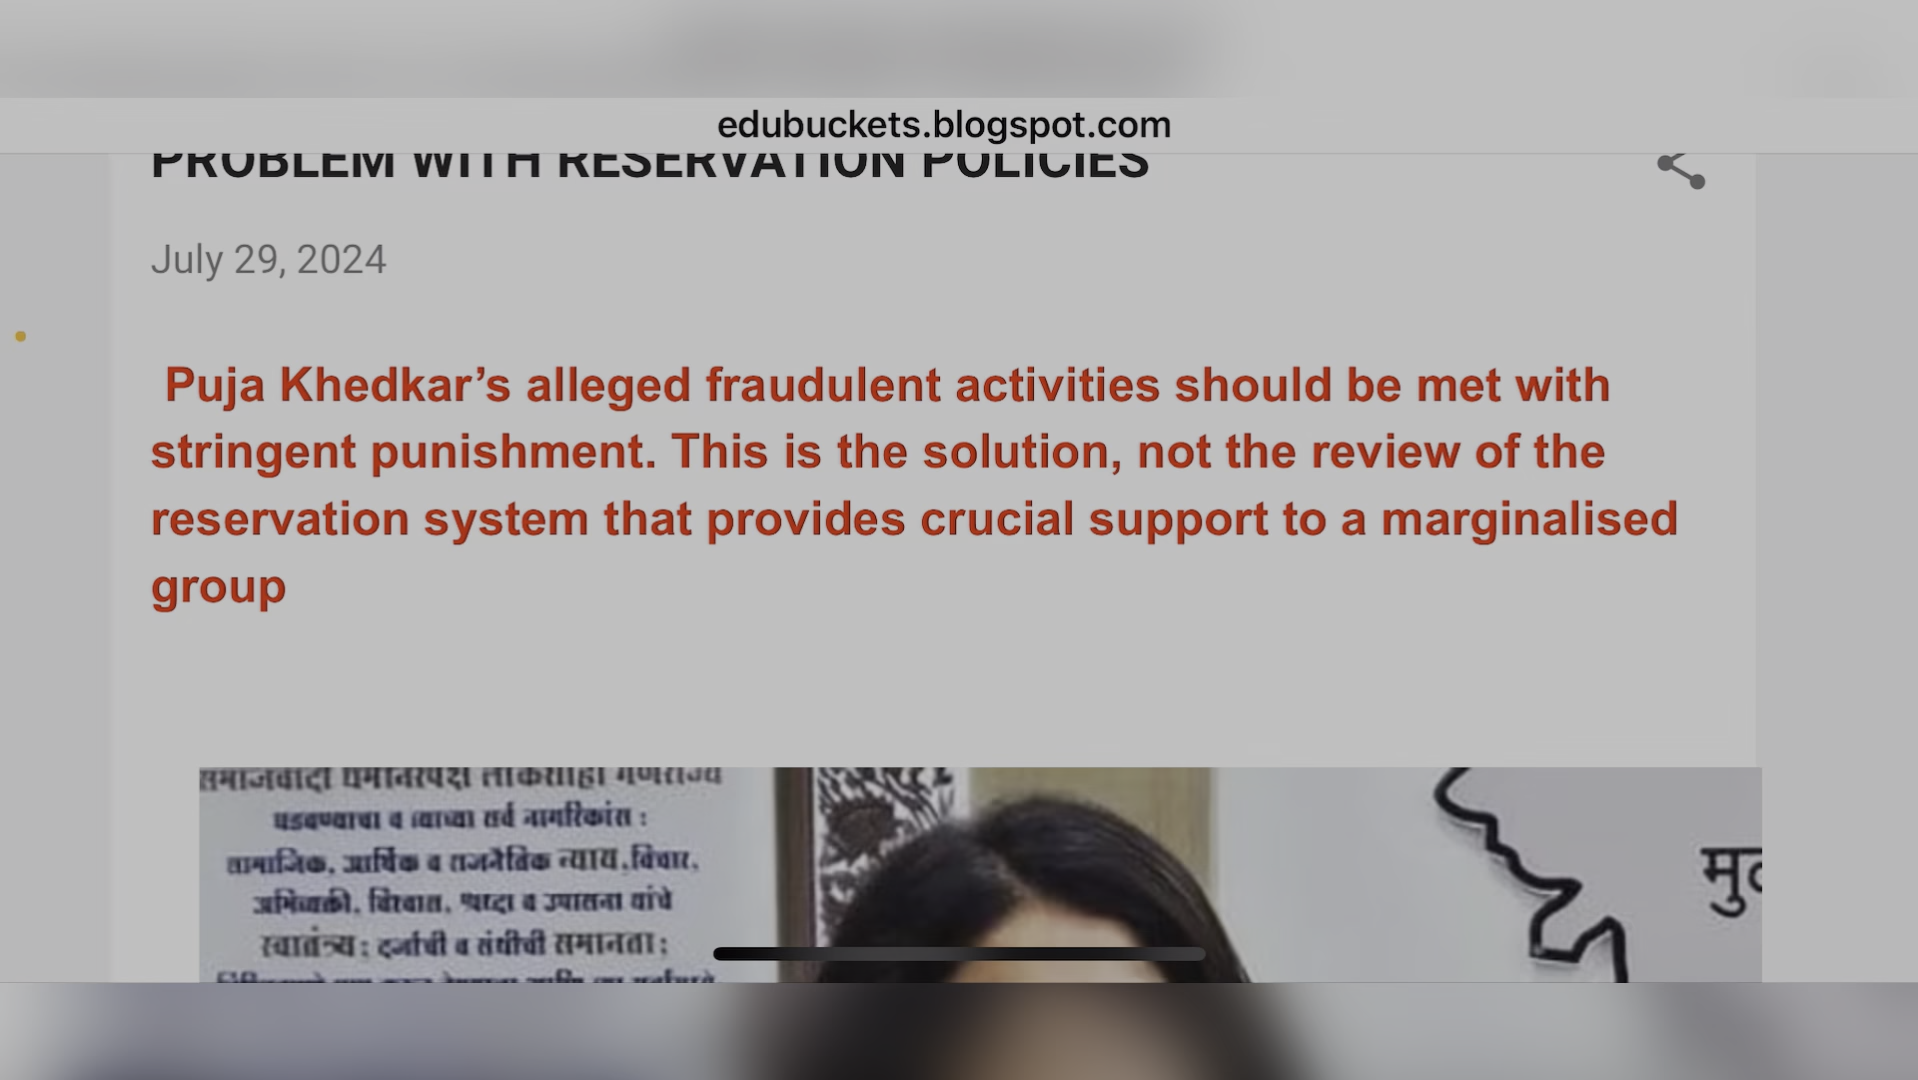 edubuckets.blogspot.com
PROBLEM WITH RESERVATION POLICIES
July 29, 2024
Puja Khedkar’s alleged fraudulent activities should be met with
stringent punishment. This is the solution, not the review of the
reservation system that provides crucial support to a marginalised
group
समाजवादी धर्मनिरपेक्ष लोकशाही गणराज्य
घडवण्याचा व त्याच्या सर्व नागरिकांस :
सामाजिक, आर्थिक व राजनैतिक न्याय, विचार,
अभिव्यक्ती, विश्वास, श्रद्धा व उपासना यांचे
स्वातंत्र्य ; दर्जाची व संधीची समानता ;